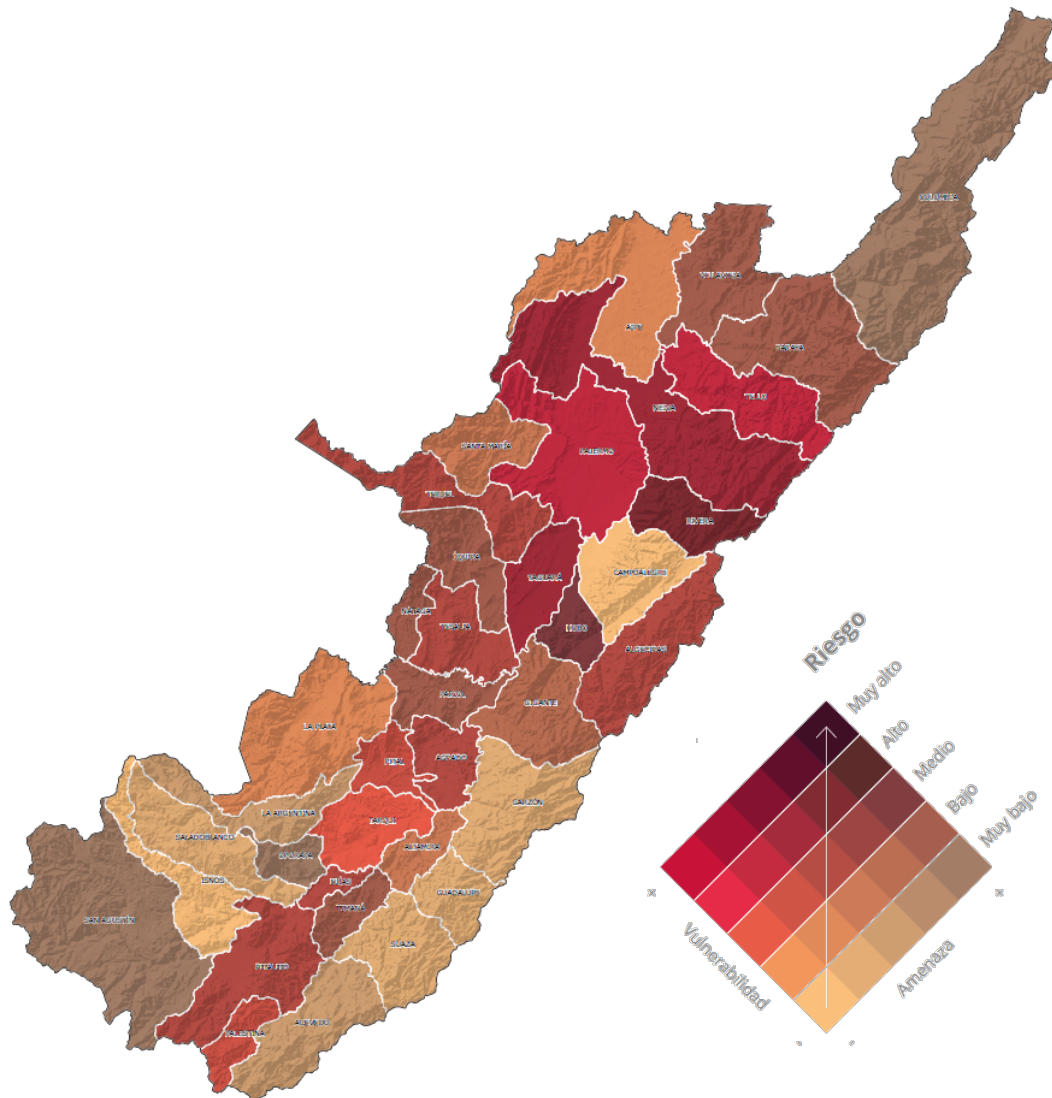 COLOMBIA
VILLAVIEJA
AIPE
BARAYA
TELLO
NEIVA
SANTA MARÍA
PALERMO
TERUEL
RIVERA
ÍQUIRA
YAGUARÁ
CAMPOALEGRE
NÁTAGA
TESALIA
HOBO
ALGECIRAS
PAICOL
GIGANTE
LA PLATA
PITAL
AGRADO
GARZÓN
LA ARGENTINA
TARQUI
SALADOBLANCO
ALTAMIRA
OPORAPA
ISNOS
ELÍAS
GUADALUPE
SAN AGUSTÍN
TIMANÁ
SUAZA
PITALITO
PALESTINA
ACEVEDO
Riesgo
Muy alto
Alto
Medio
Bajo
Muy bajo
Vulnerabilidad
Amenaza